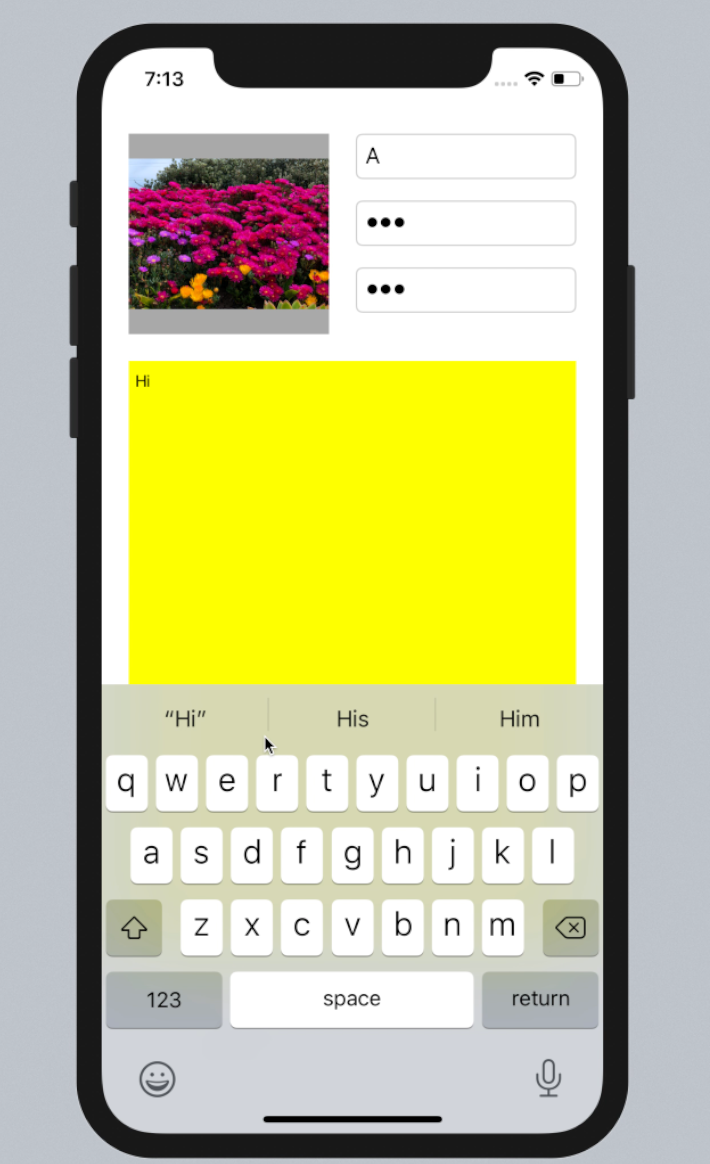 7:13
A
•••
•••
Hi
“Hi” His Him
q w e r t y u i o p
a s d f g h j k l
z x c v b n m
123 space return